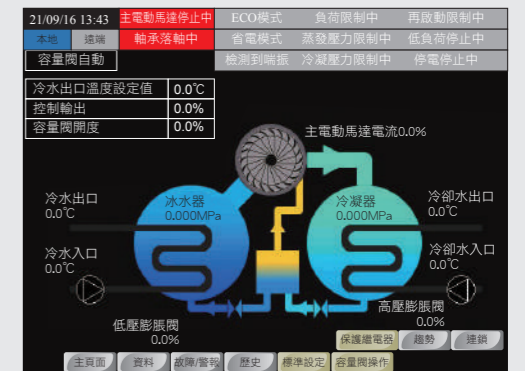 21/09/16 13:43 主電動馬達停止中 ECO模式 負荷限制中 再啟動限制中
本地 遠端 軸承落軸中 省電模式 蒸發壓力限制中 低負荷停止中
容量閥自動 檢測到喘振 冷凝壓力限制中 停電停止中
冷水出口溫度設定值 0.0℃
控制輸出 0.0%
容量閥開度 0.0%
主電動馬達電流0.0%
冷水出口
0.0℃
冰水器
0.000MPa
冷凝器
0.000MPa
冷卻水出口
0.0℃
冷水入口
0.0℃
冷卻水入口
0.0℃
低壓膨脹閥
0.0%
高壓膨脹閥
0.0%
保護繼電器 趨勢 連鎖
主頁面 資料 故障/警報 歷史 標準設定 容量閥操作